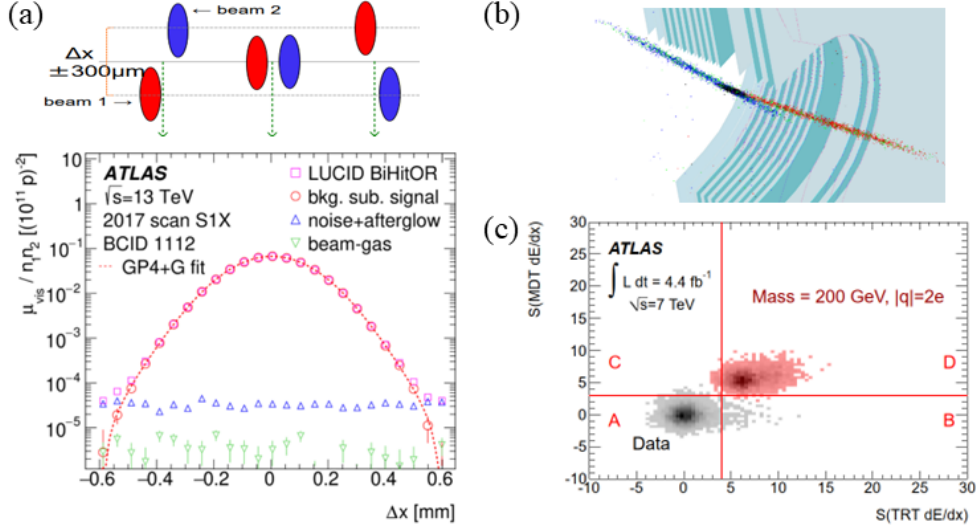 (a)
beam 2
Δx
±300μm
beam 1
ATLAS
√s=13 TeV
2017 scan S1X
BCID 1112
GP4+G fit
LUCID BiHitOR
bkg. sub. signal
noise+afterglow
beam-gas
μvis / n1n2 [(10^11 p)^-2]
10
1
10^-1
10^-2
10^-3
10^-4
10^-5
−0.6 −0.4 −0.2 0 0.2 0.4 0.6
Δx [mm]
(b)
(c)
S(MDT dE/dx)
30
25
20
15
10
5
0
-5
-10
ATLAS
∫ L dt = 4.4 fb^-1
√s=7 TeV
Mass = 200 GeV, |q|=2e
C
D
A
B
Data
-10 -5 0 5 10 15 20 25 30
S(TRT dE/dx)